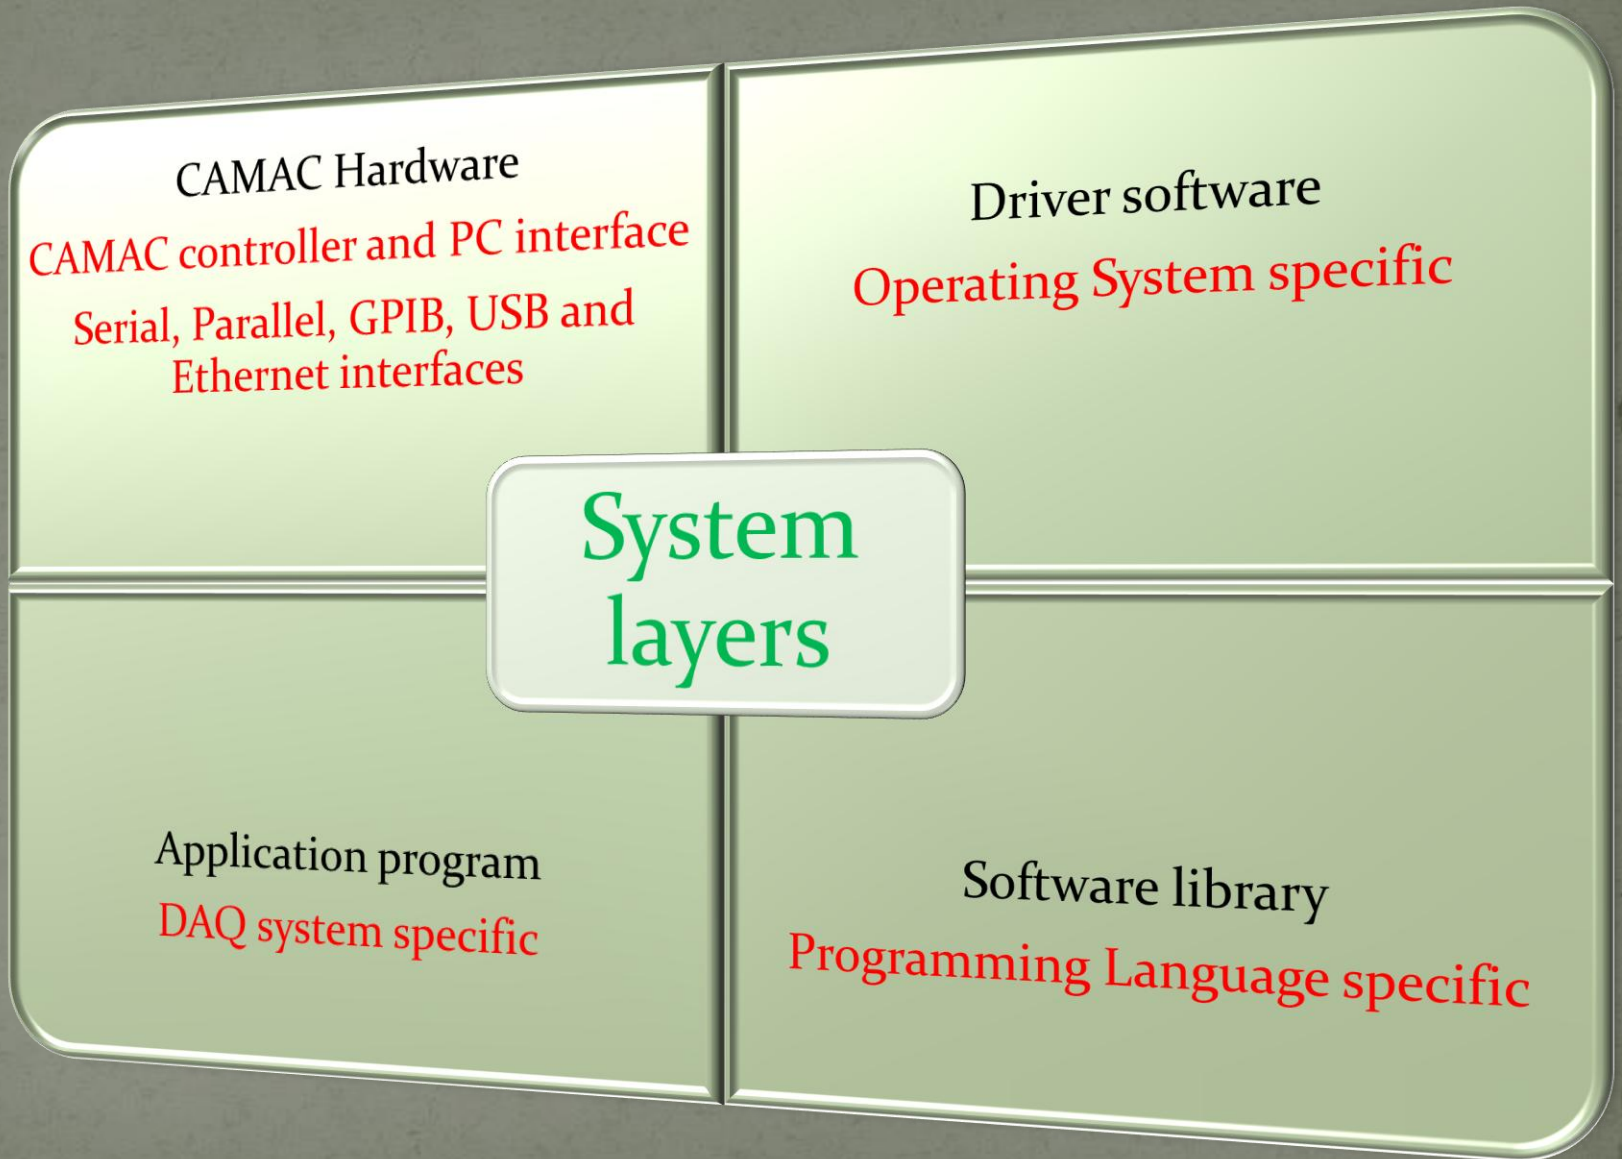 CAMAC Hardware
CAMAC controller and PC interface
Serial, Parallel, GPIB, USB and
Ethernet interfaces
Driver software
Operating System specific
System
layers
Application program
DAQ system specific
Software library
Programming Language specific